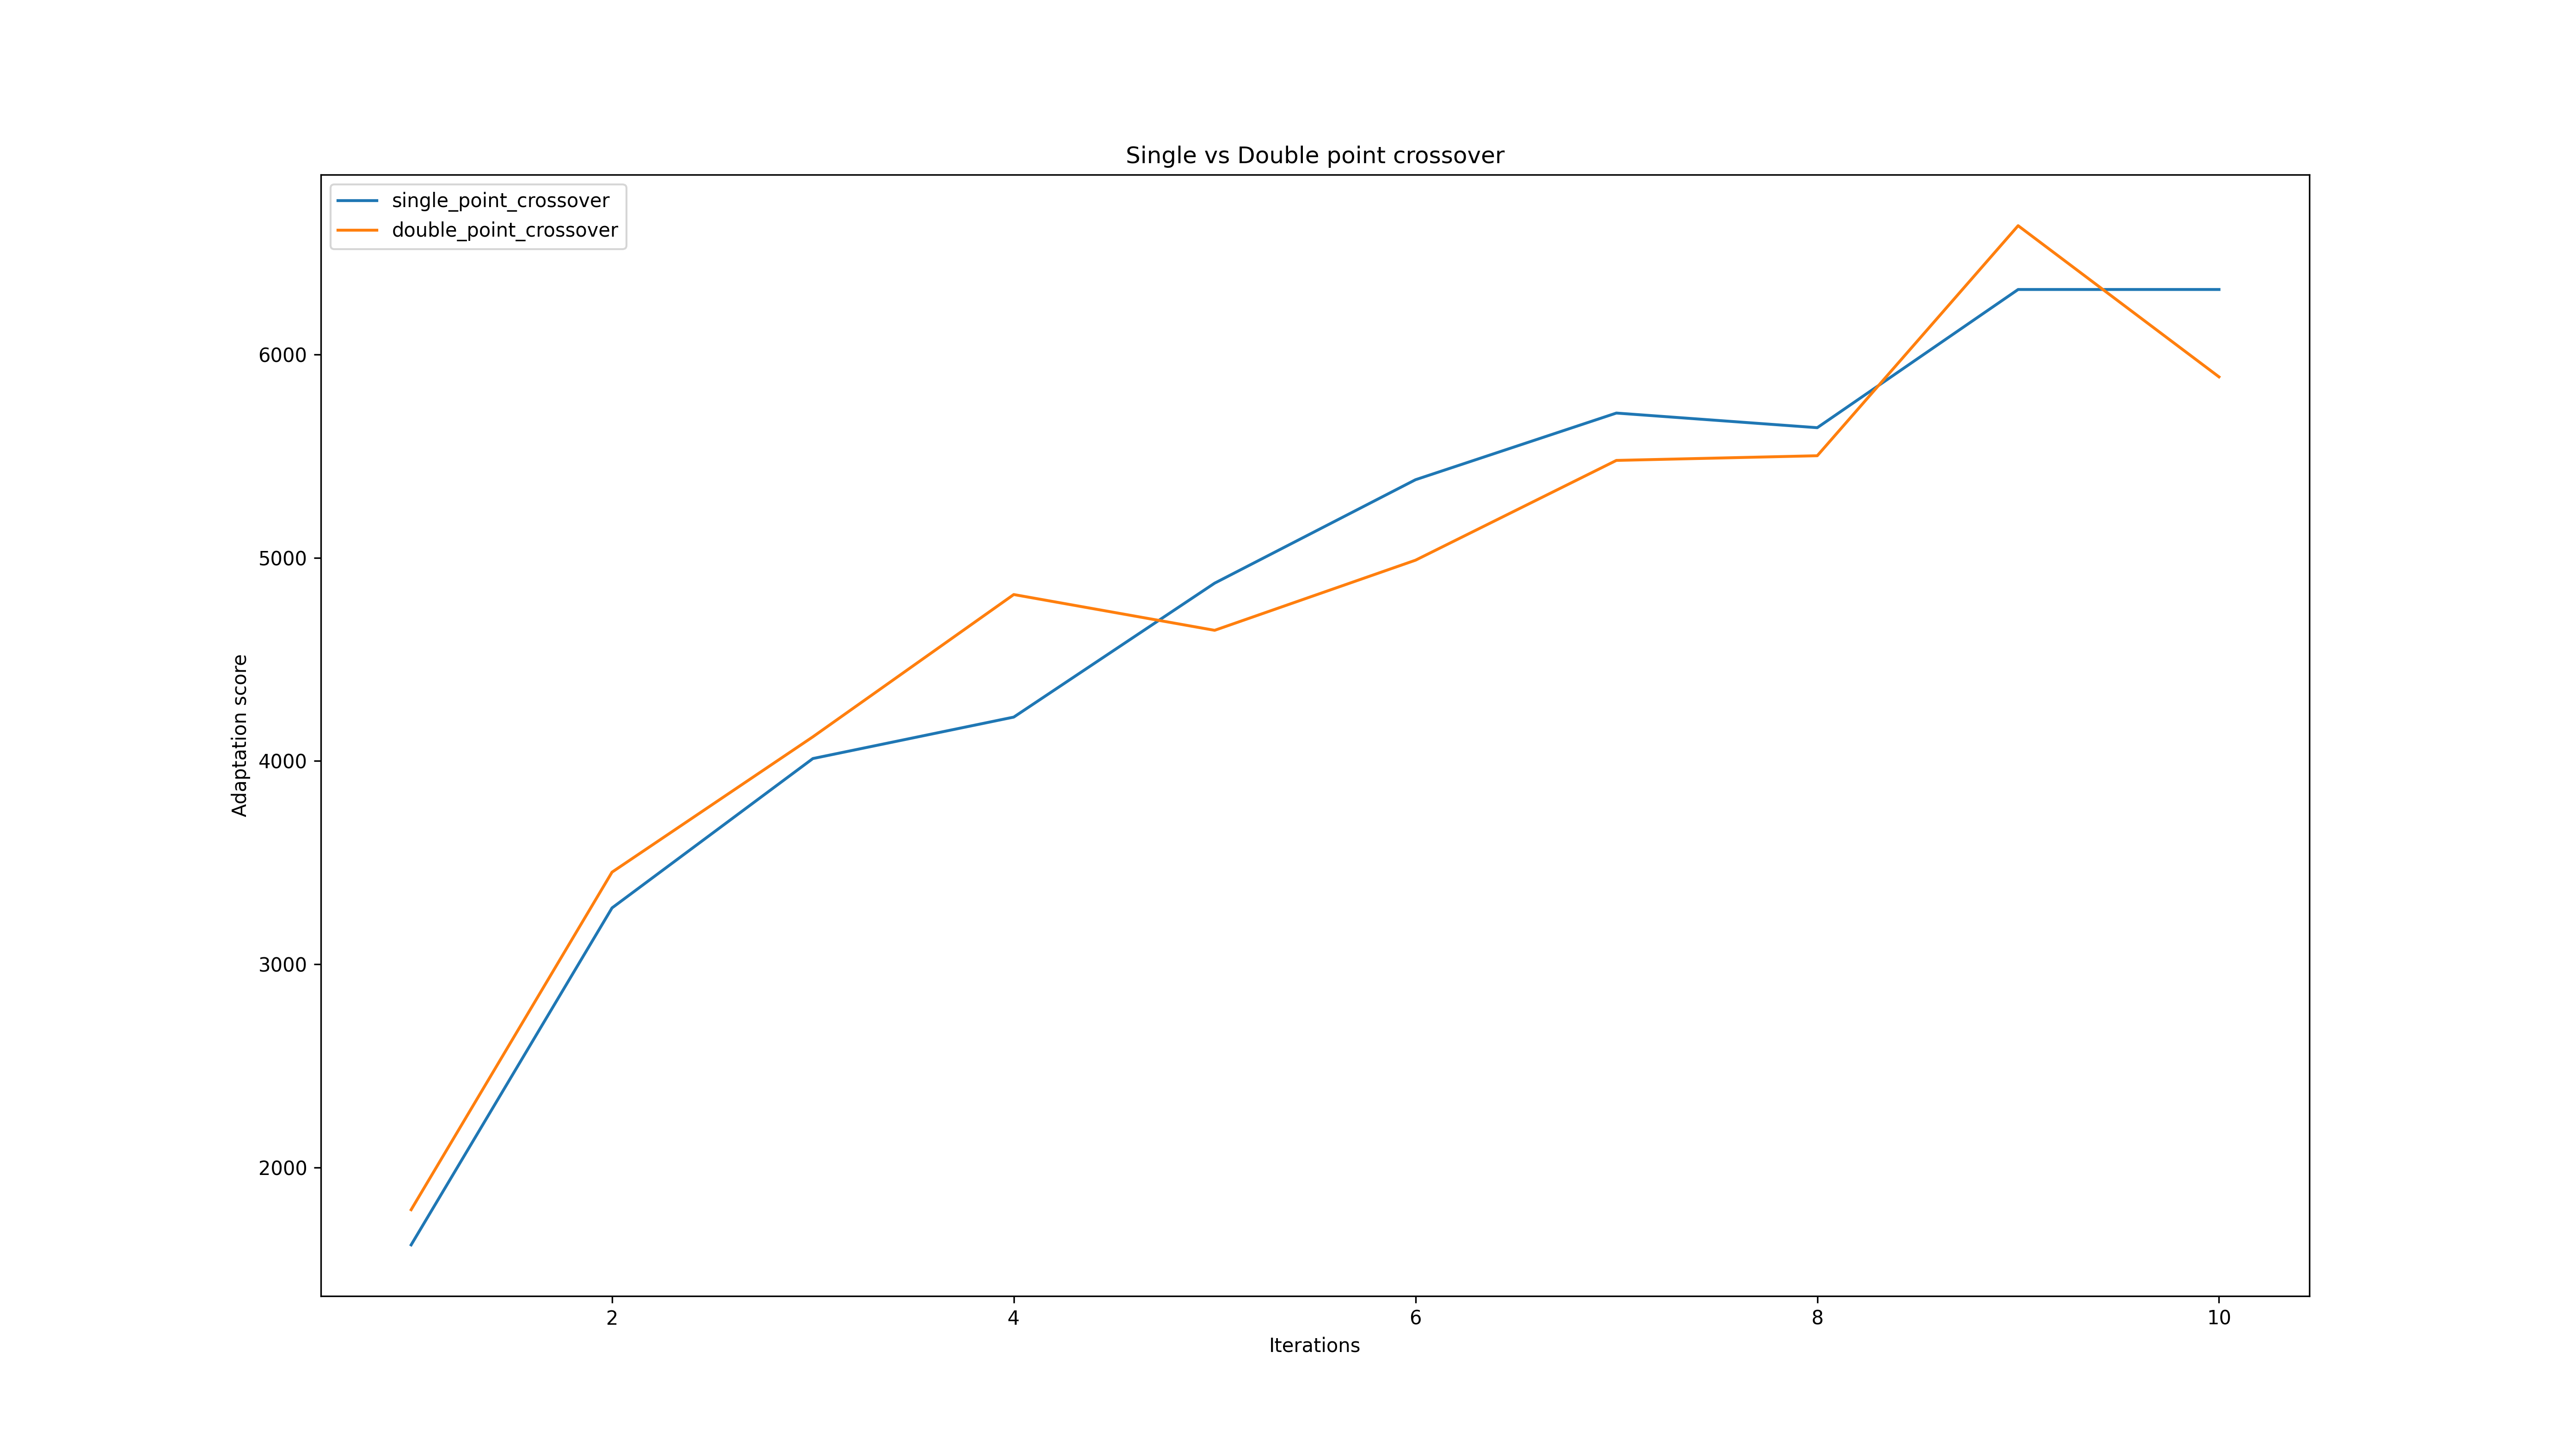 Single vs Double point crossover
single_point_crossover
double_point_crossover
6000
5000
4000
3000
2000
Adaptation score
2 4 6 8 10
Iterations